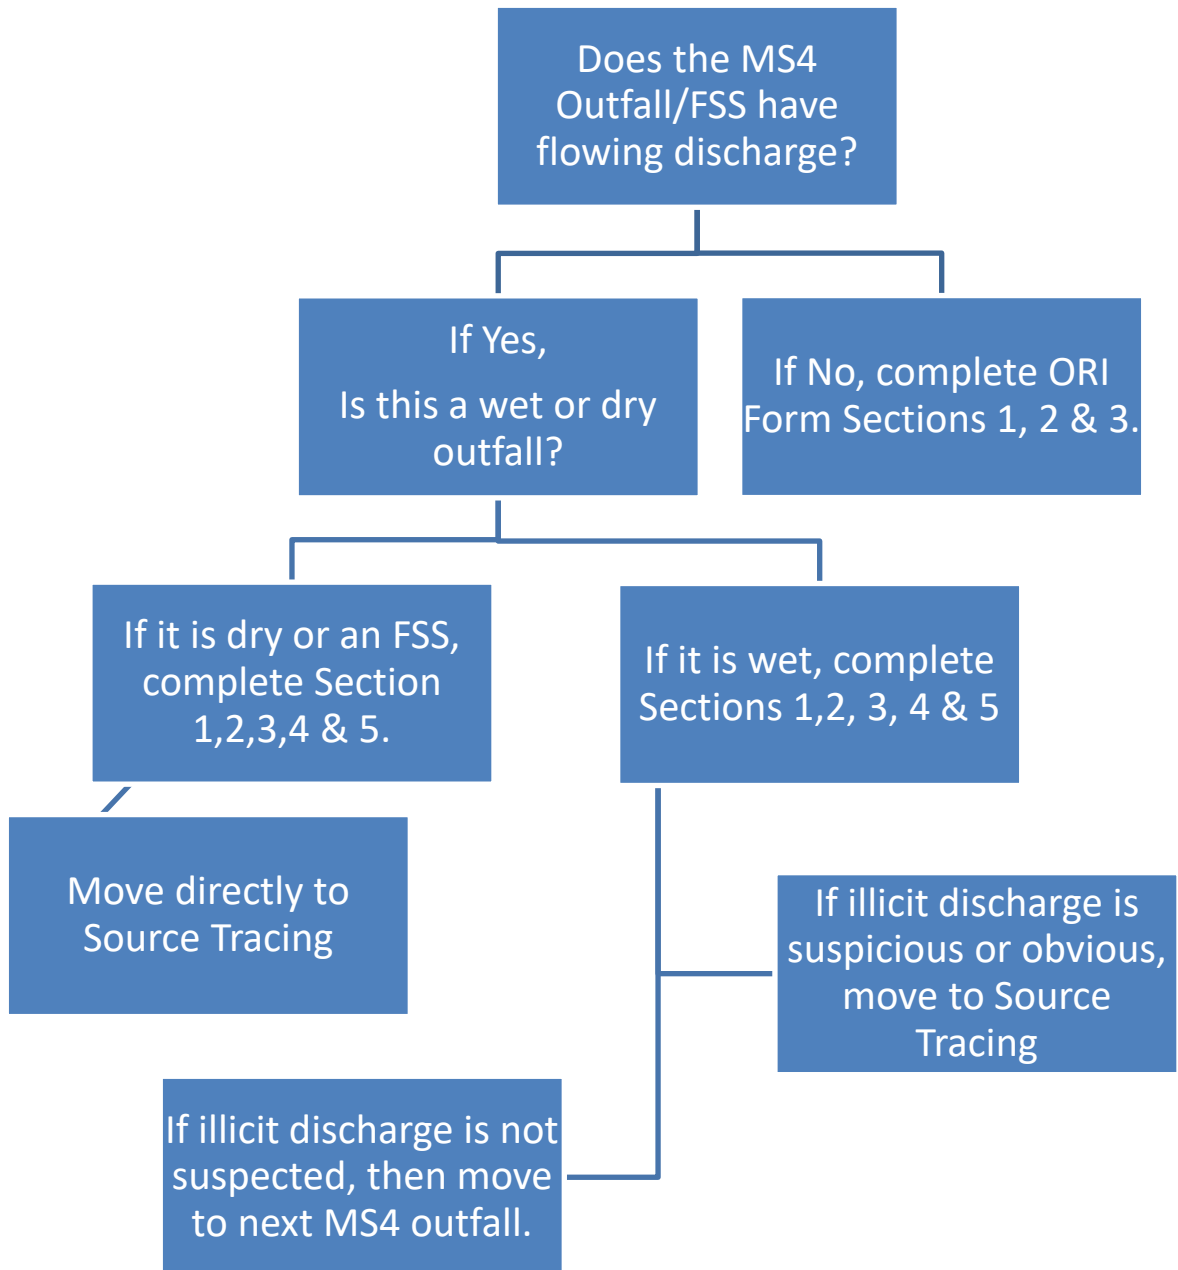 Does the MS4
Outfall/FSS have
flowing discharge?
If Yes,
Is this a wet or dry
outfall?
If No, complete ORI
Form Sections 1, 2 & 3.
If it is dry or an FSS,
complete Section
1,2,3,4 & 5.
If it is wet, complete
Sections 1,2, 3, 4 & 5
Move directly to
Source Tracing
If illicit discharge is
suspicious or obvious,
move to Source
Tracing
If illicit discharge is not
suspected, then move
to next MS4 outfall.